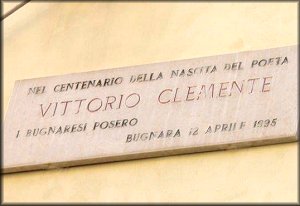 NEL CENTENARIO DELLA NASCITA DEL POETA
VITTORIO CLEMENTE
I BUGNARESI POSERO
BUGNARA 12 APRILE 1995